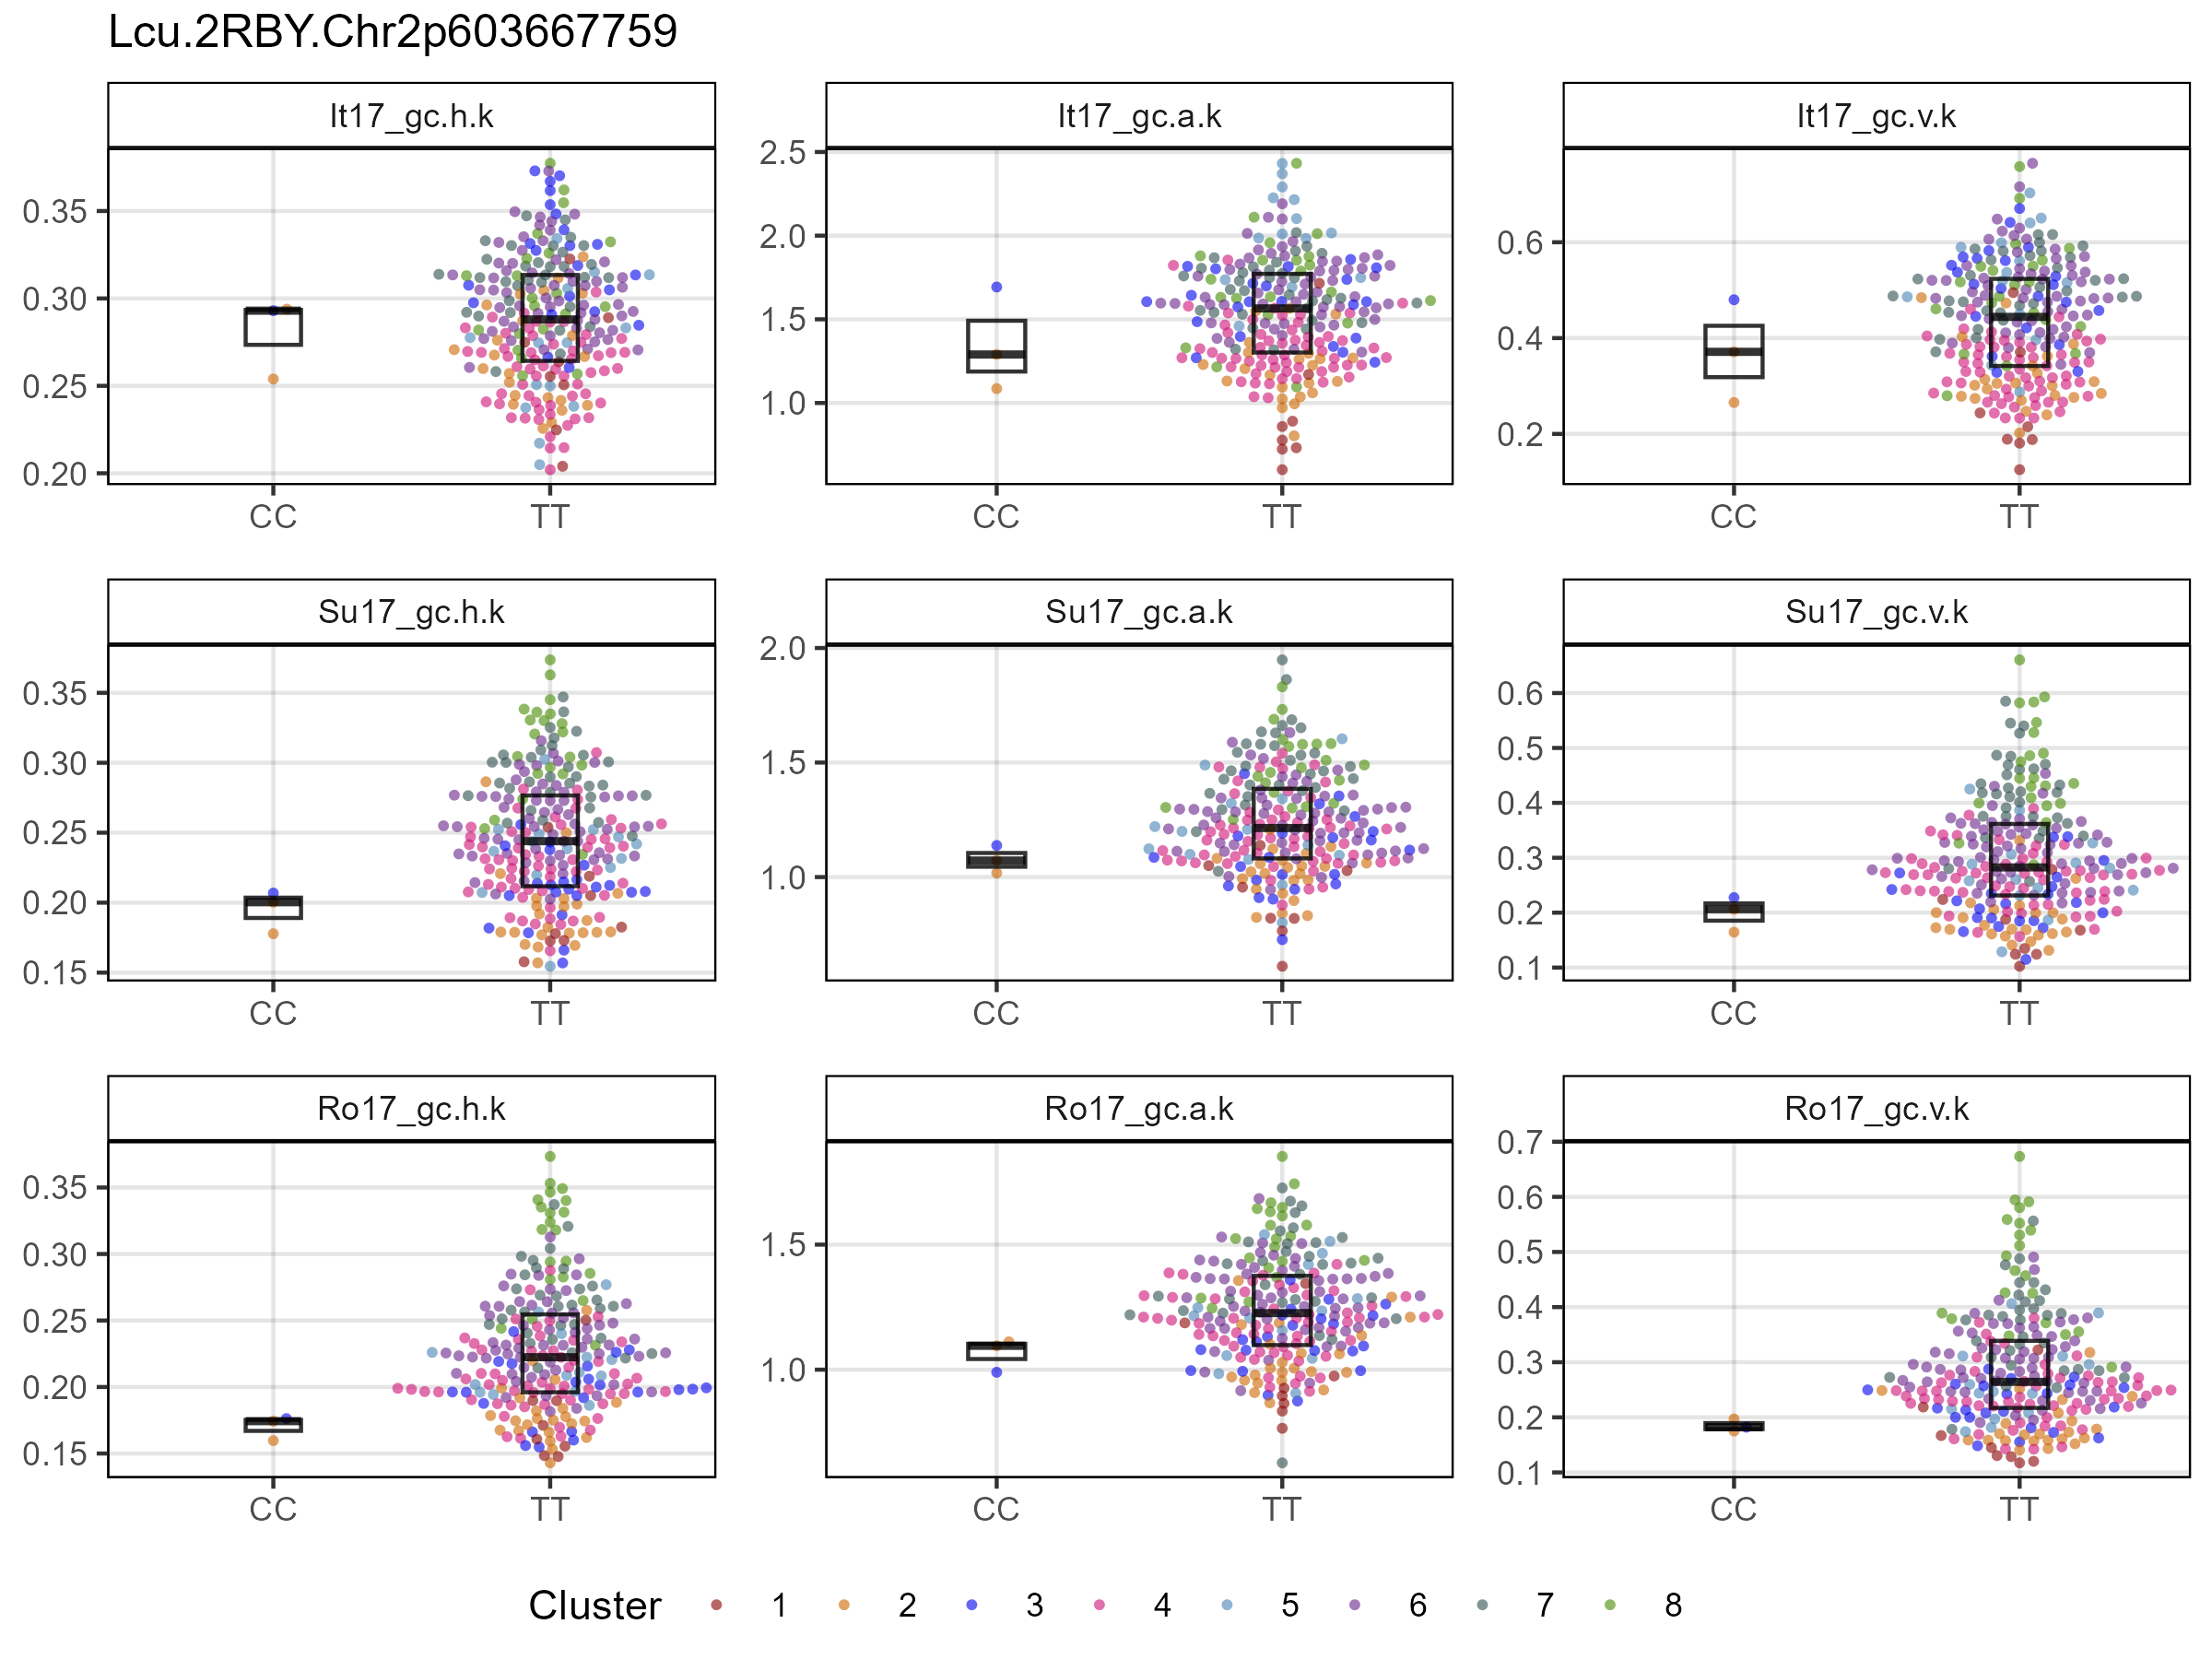 Lcu.2RBY.Chr2p603667759
It17_gc.h.k
It17_gc.a.k
It17_gc.v.k
0.35
0.30
0.25
0.20
CC TT
2.5
2.0
1.5
1.0
CC TT
0.6
0.4
0.2
CC TT
Su17_gc.h.k
Su17_gc.a.k
Su17_gc.v.k
0.35
0.30
0.25
0.20
0.15
CC TT
2.0
1.5
1.0
CC TT
0.6
0.5
0.4
0.3
0.2
0.1
CC TT
Ro17_gc.h.k
Ro17_gc.a.k
Ro17_gc.v.k
0.35
0.30
0.25
0.20
0.15
CC TT
1.5
1.0
CC TT
0.7
0.6
0.5
0.4
0.3
0.2
0.1
CC TT
Cluster 1 2 3 4 5 6 7 8